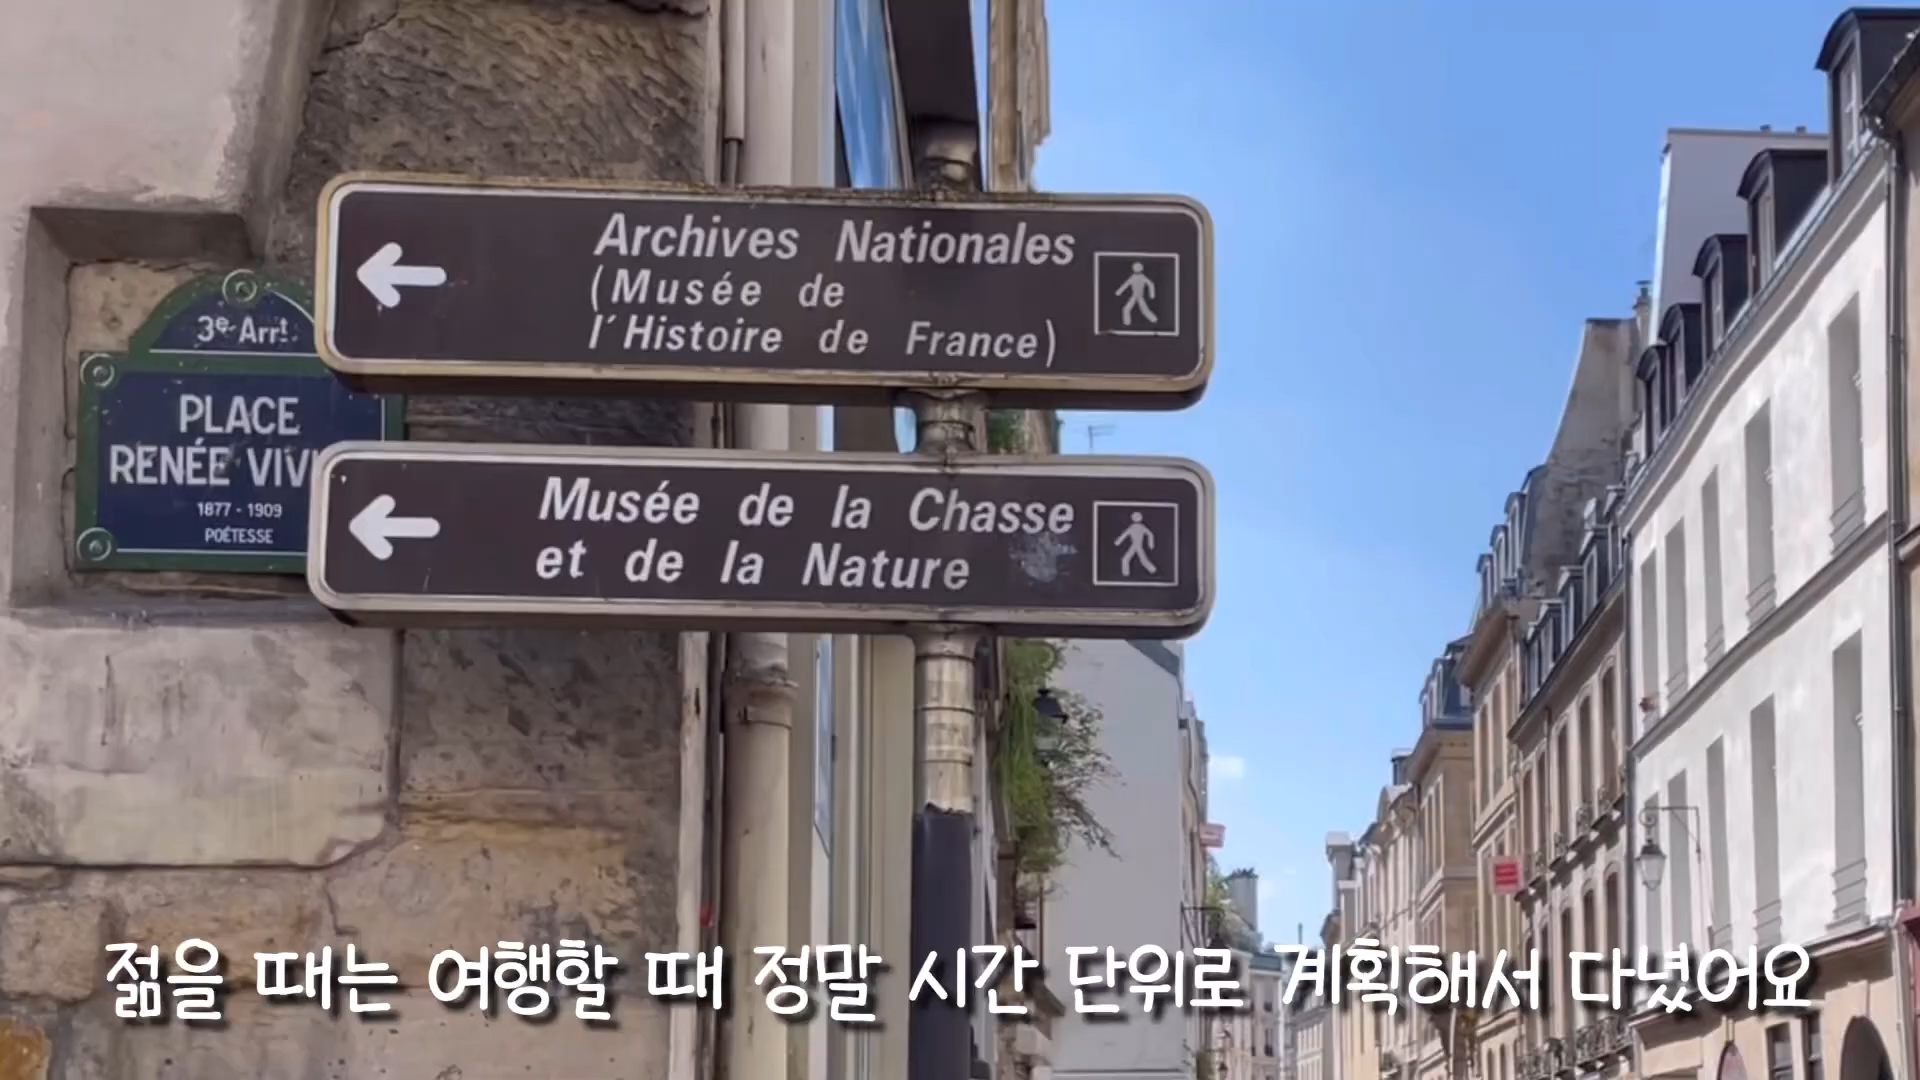 Archives Nationales
(Musée de
l'Histoire de France)
3e Arrt
PLACE
RENÉE
1877 - 1909
POÉTESSE
Musée de la Chasse
et de la Nature
젊을 때는 여행할 때 정말 시간 단위로 계획해서 다녔어요